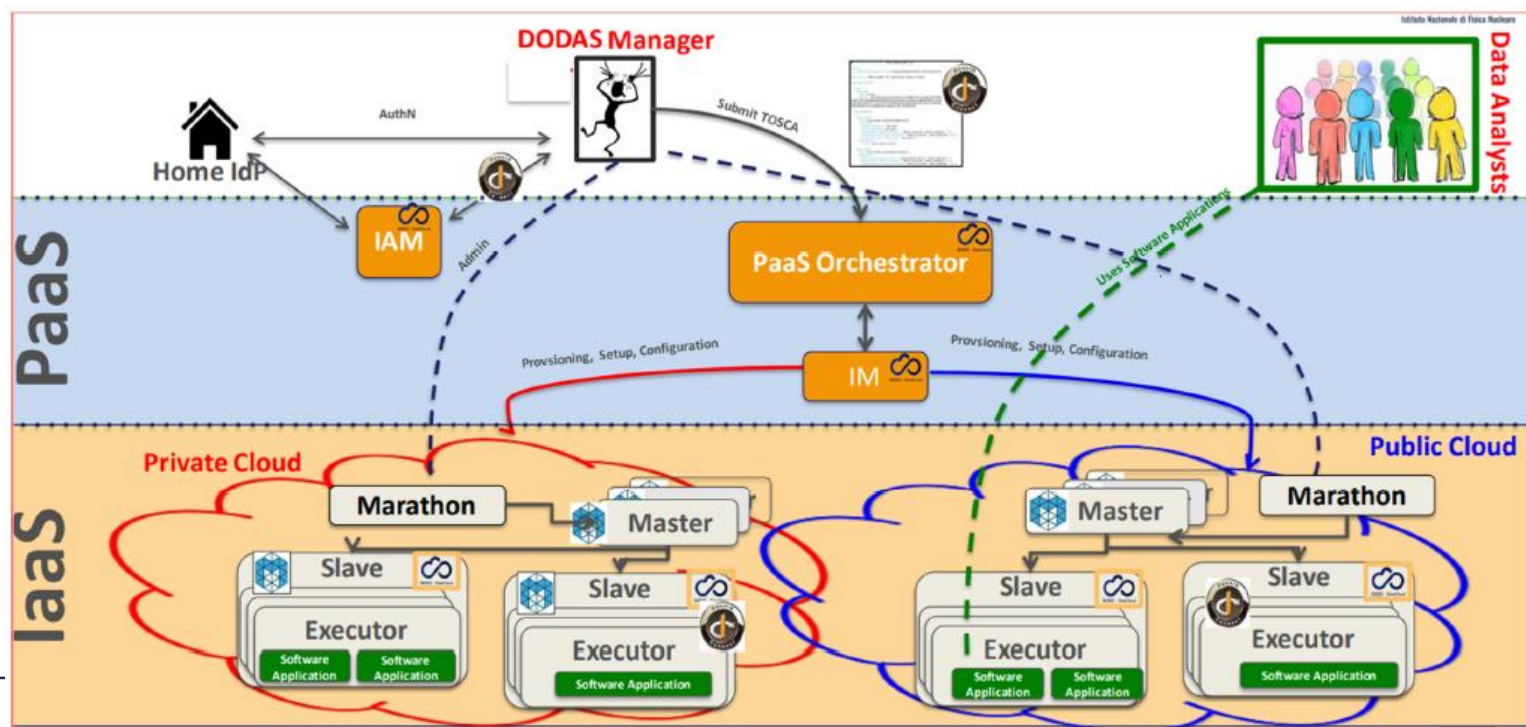 Istituto Nazionale di Fisica Nucleare
DODAS Manager
Data Analysts
AuthN
Submit TOSCA
Home IdP
PaaS
IAM
Admin
PaaS Orchestrator
Uses Software Applications
Provsioning, Setup, Configuration
Provsioning, Setup, Configuration
IM
IaaS
Private Cloud
Public Cloud
Marathon
Master
Master
Marathon
Slave
Slave
Slave
Slave
Executor
Executor
Executor
Executor
Software
Application
Software
Application
Software Application
Software
Application
Software
Application
Software Application